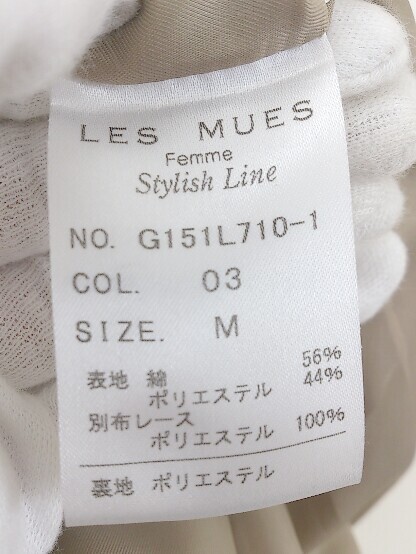 LES MUES
Femme
Stylish Line
NO. G151L710-1
COL. 03
SIZE. M
表地 綿 56%
ポリエステル 44%
別布レース
ポリエステル 100%
裏地 ポリエステル